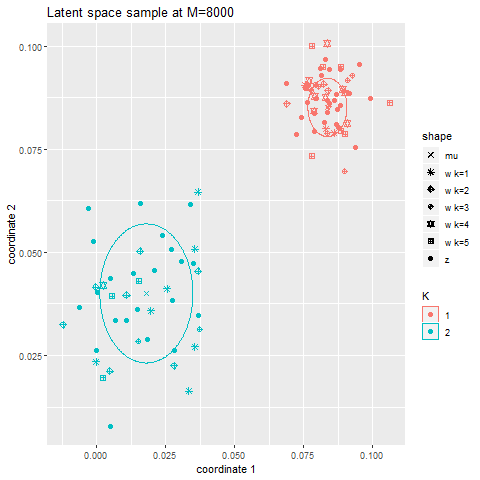 Latent space sample at M=8000
coordinate 2
0.100
0.075
0.050
0.025
0.000
0.025
0.050
0.075
0.100
coordinate 1
shape
mu
w k=1
w k=2
w k=3
w k=4
w k=5
z
K
1
2